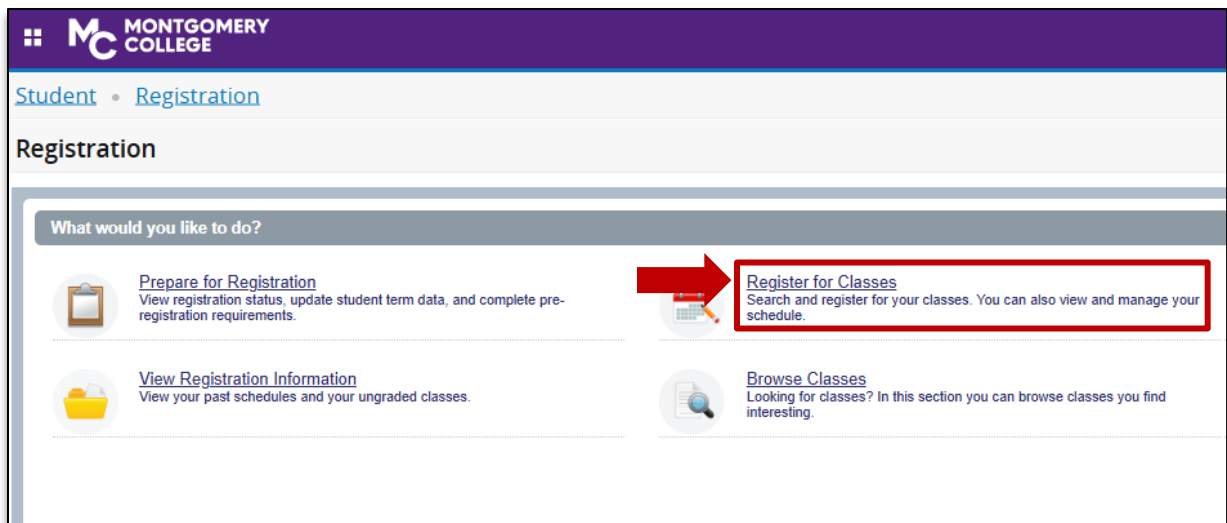 MC MONTGOMERY
COLLEGE
Student • Registration
Registration
What would you like to do?
Prepare for Registration
View registration status, update student term data, and complete pre-
registration requirements.
Register for Classes
Search and register for your classes. You can also view and manage your
schedule.
View Registration Information
View your past schedules and your ungraded classes.
Browse Classes
Looking for classes? In this section you can browse classes you find
interesting.